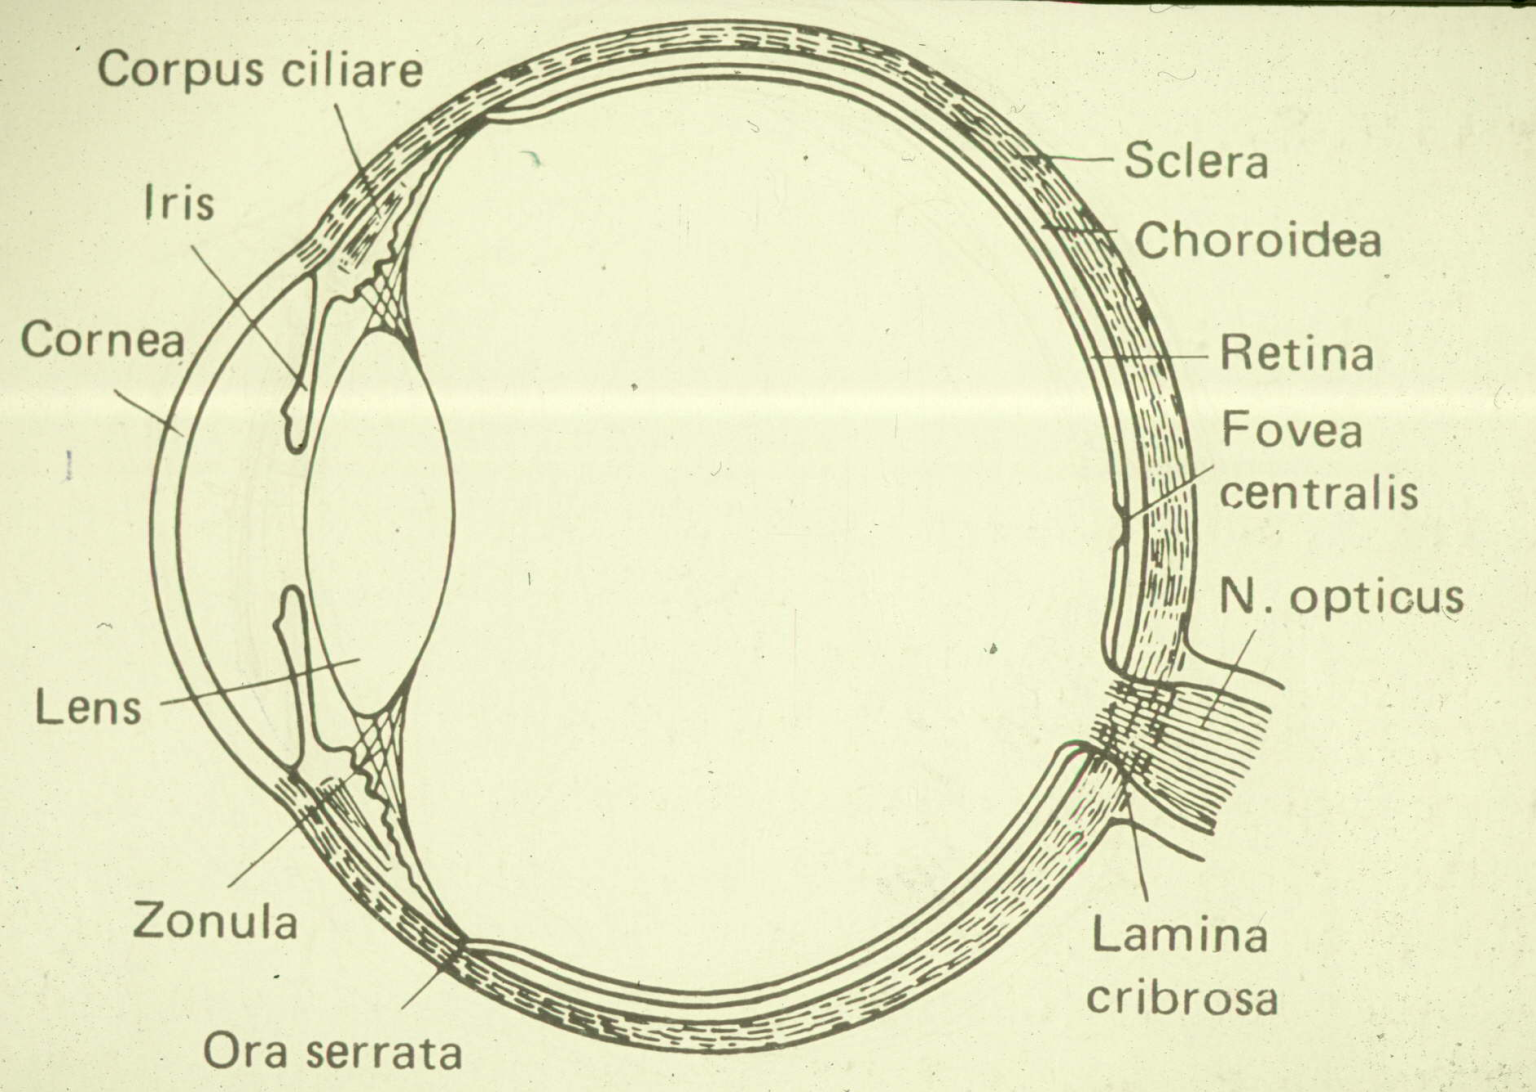 Corpus ciliare
Iris
Cornea
Lens
Zonula
Ora serrata
Sclera
Choroidea
Retina
Fovea
centralis
N. opticus
Lamina
cribrosa